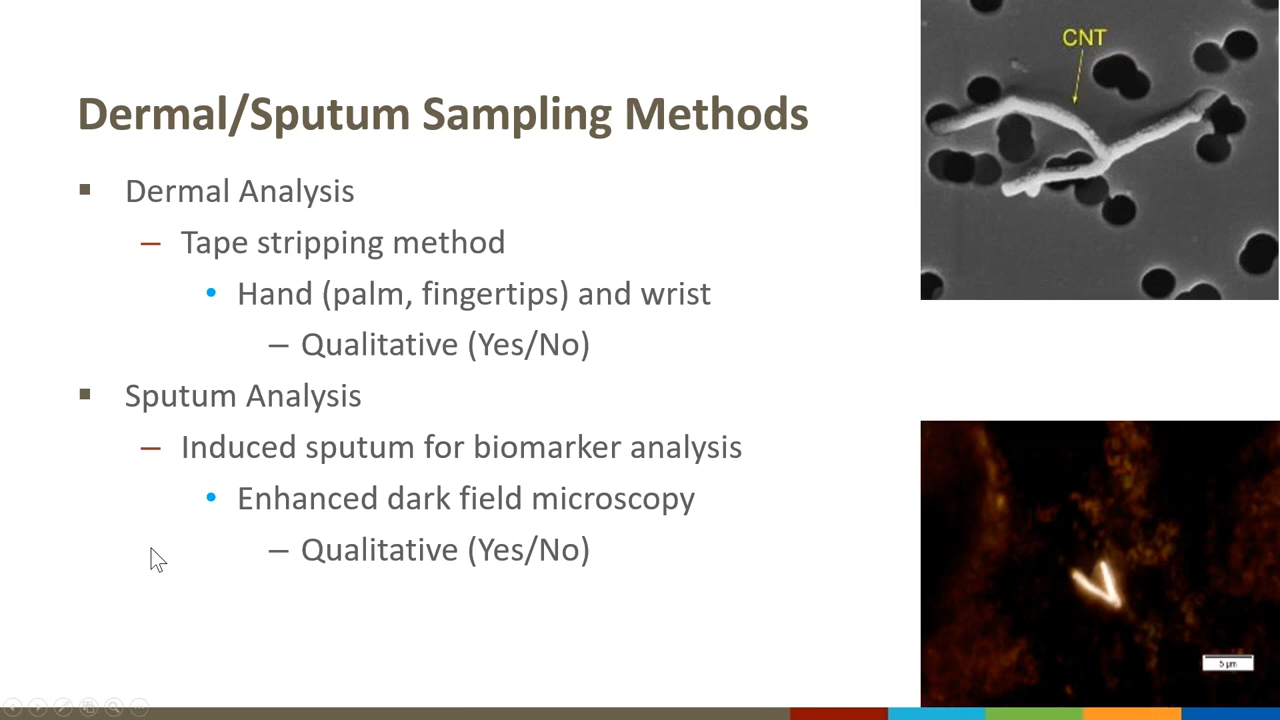 CNT
Dermal/Sputum Sampling Methods
Dermal Analysis
Tape stripping method
Hand (palm, fingertips) and wrist
Qualitative (Yes/No)
Sputum Analysis
Induced sputum for biomarker analysis
Enhanced dark field microscopy
Qualitative (Yes/No)
5 µm